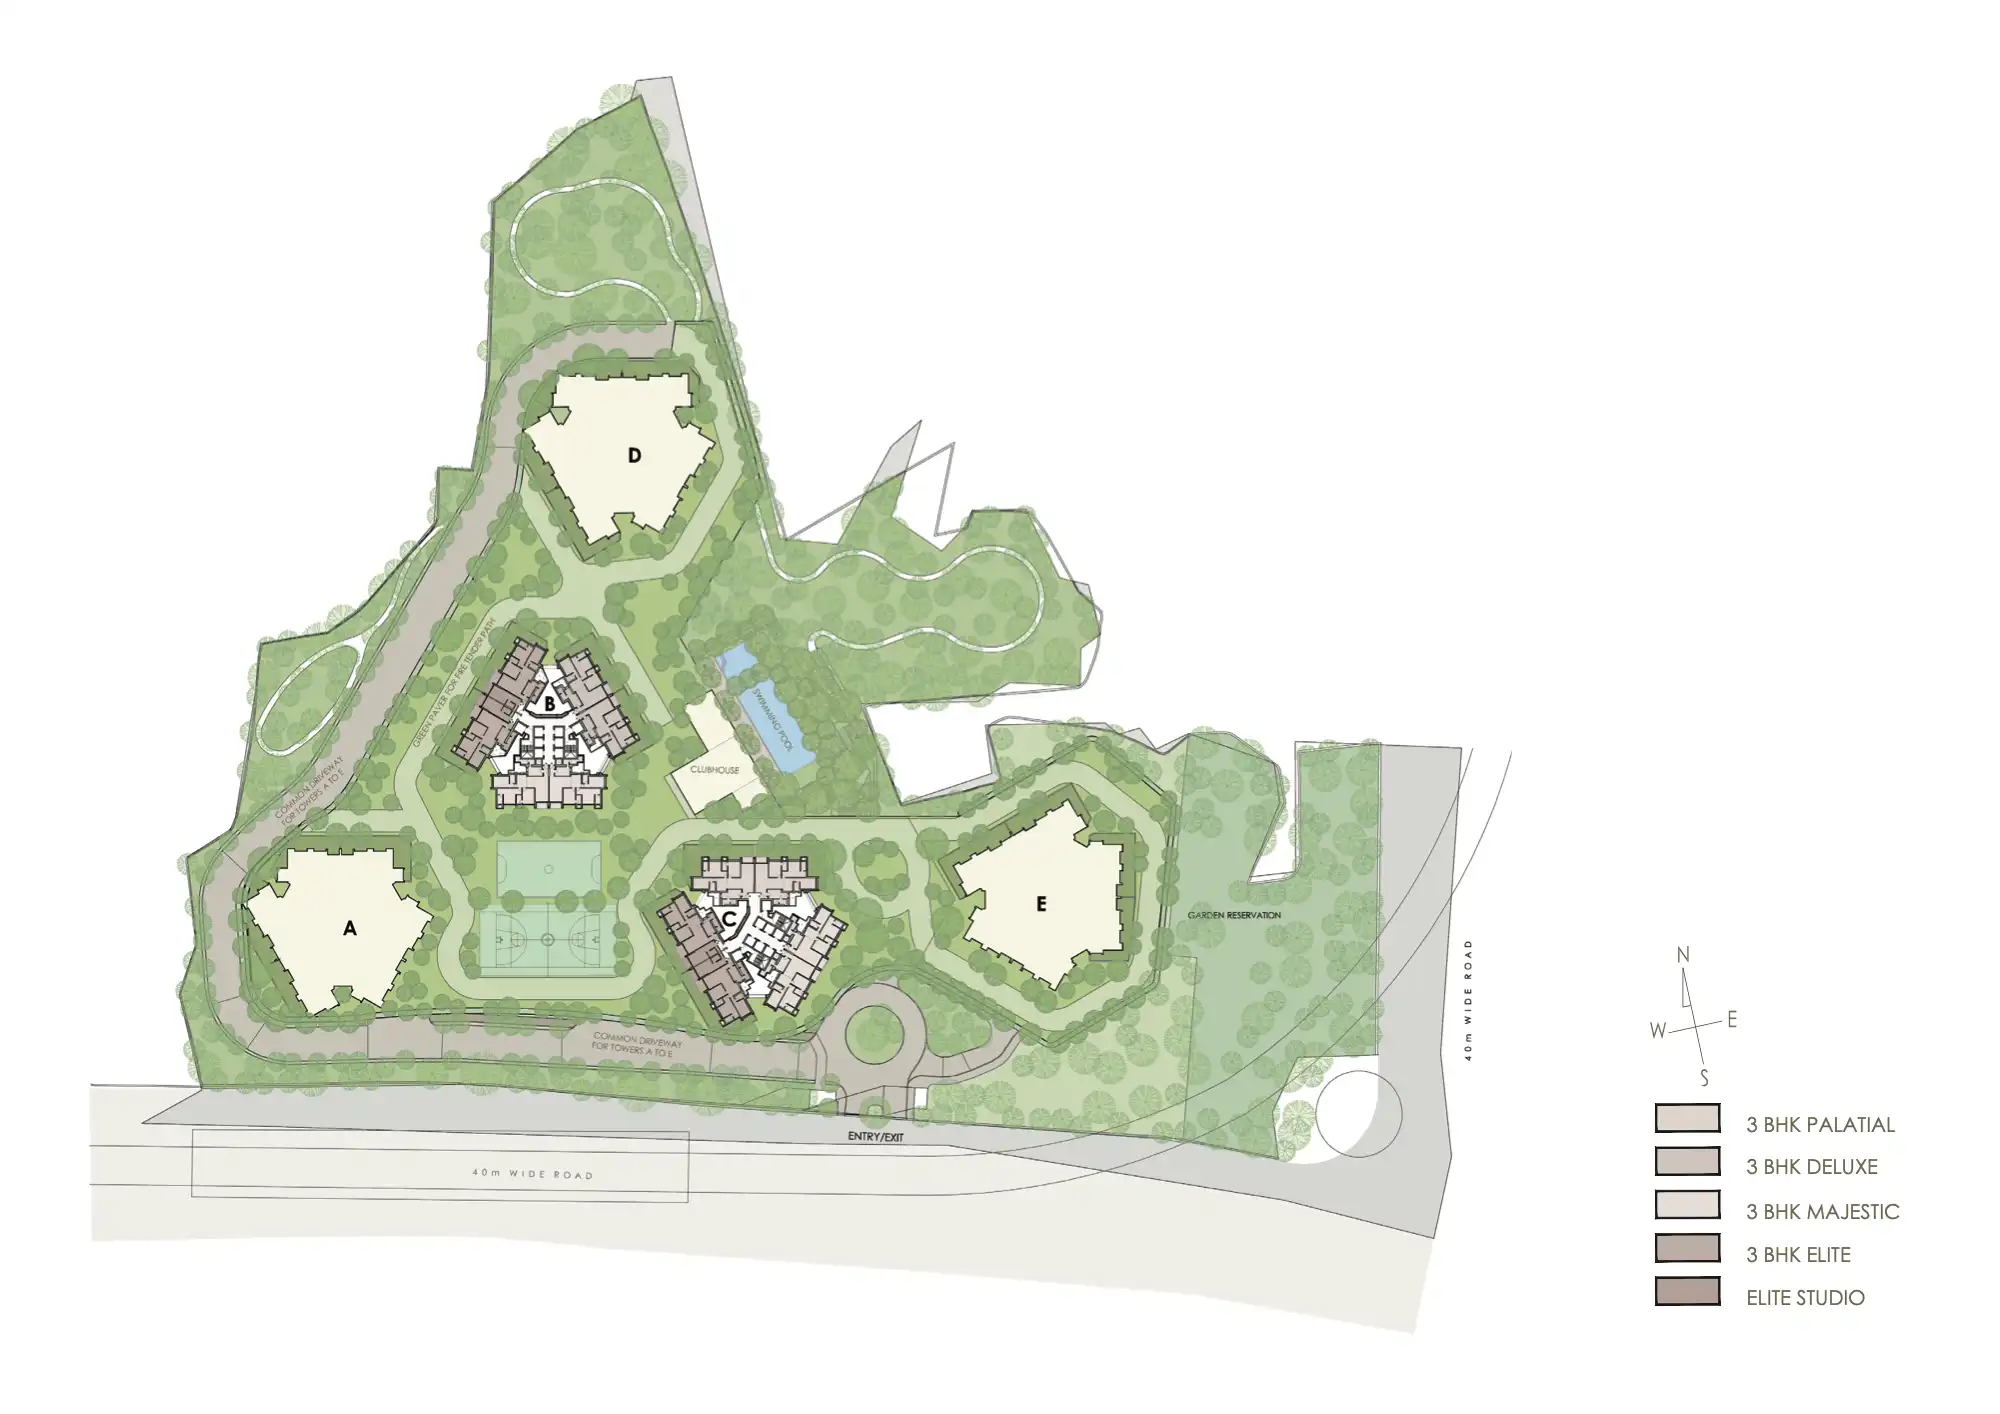 D
GREEN PAVER FOR FIRE TENDER PATH
B
SWIMMING POOL
CLUBHOUSE
COMMON DRIVEWAY
FOR TOWERS A TO E
A
C
E
GARDEN RESERVATION
COMMON DRIVEWAY
FOR TOWERS A TO E
ENTRY/EXIT
40m WIDE ROAD
40m WIDE ROAD
N
W
E
S
3 BHK PALATIAL
3 BHK DELUXE
3 BHK MAJESTIC
3 BHK ELITE
ELITE STUDIO